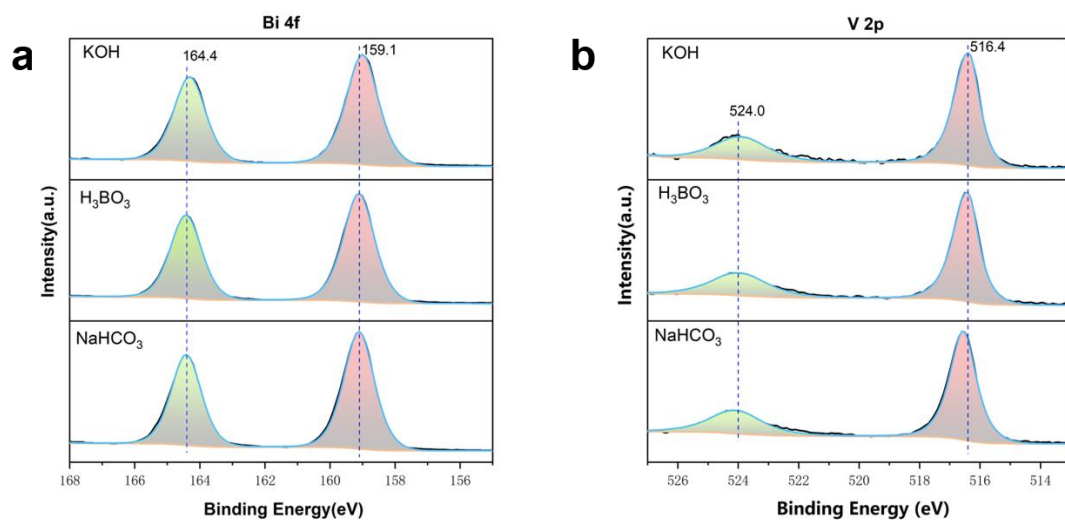 a
Bi 4f
KOH
164.4
159.1
H₃BO₃
NaHCO₃
Intensity(a.u.)
168 166 164 162 160 158 156
Binding Energy(eV)
b
V 2p
KOH
524.0
516.4
H₃BO₃
NaHCO₃
Intensity(a.u.)
526 524 522 520 518 516 514
Binding Energy (eV)